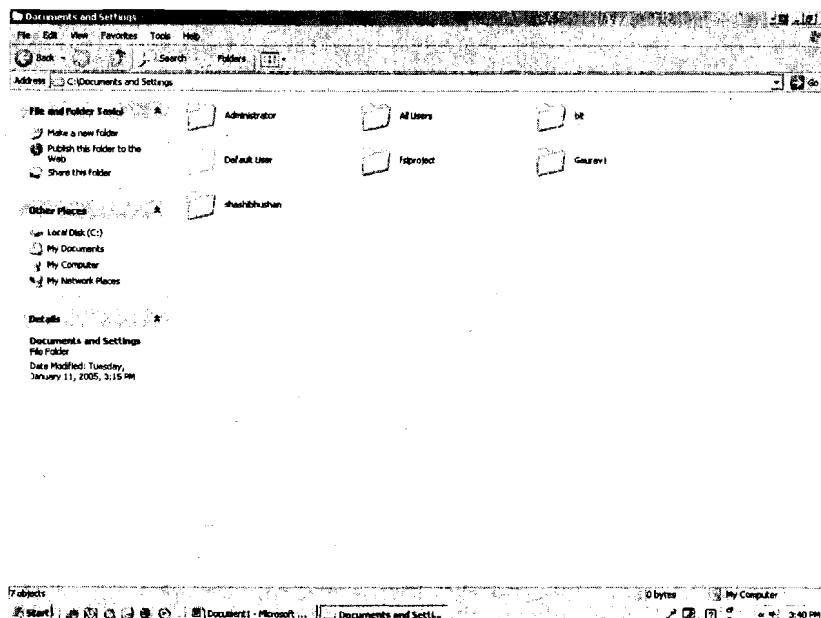 Documents and Settings
File Edit View Favorites Tools Help
Back Search Folders
Address C:\Documents and Settings Go
File and Folder Tasks
Make a new folder
Publish this folder to the
Web
Share this folder
Other Places
Local Disk (C:)
My Documents
My Computer
My Network Places
Details
Documents and Settings
File Folder
Date Modified: Tuesday,
January 11, 2005, 3:15 PM
Administrator All Users
Default User fslproject Gaurav1
shashibhushan
7 objects 0 bytes My Computer
Start Document1 - Microsoft ... Documents and Setti... 3:40 PM